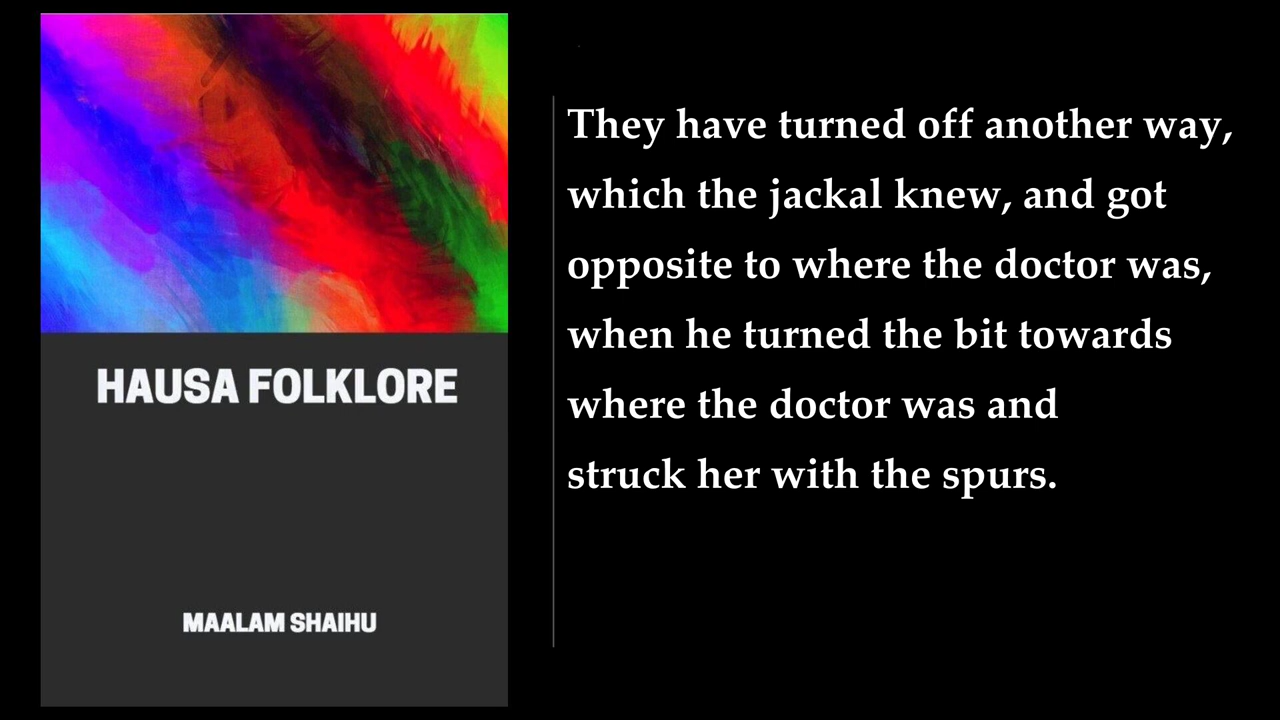 HAUSA FOLKLORE
MAALAM SHAIHU
They have turned off another way,
which the jackal knew, and got
opposite to where the doctor was,
when he turned the bit towards
where the doctor was and
struck her with the spurs.